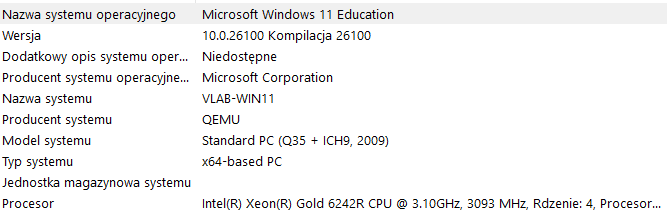 Nazwa systemu operacyjnego Microsoft Windows 11 Education
Wersja 10.0.26100 Kompilacja 26100
Dodatkowy opis systemu oper... Niedostępne
Producent systemu operacyjne... Microsoft Corporation
Nazwa systemu VLAB-WIN11
Producent systemu QEMU
Model systemu Standard PC (Q35 + ICH9, 2009)
Typ systemu x64-based PC
Jednostka magazynowa systemu
Procesor Intel(R) Xeon(R) Gold 6242R CPU @ 3.10GHz, 3093 MHz, Rdzenie: 4, Procesor...